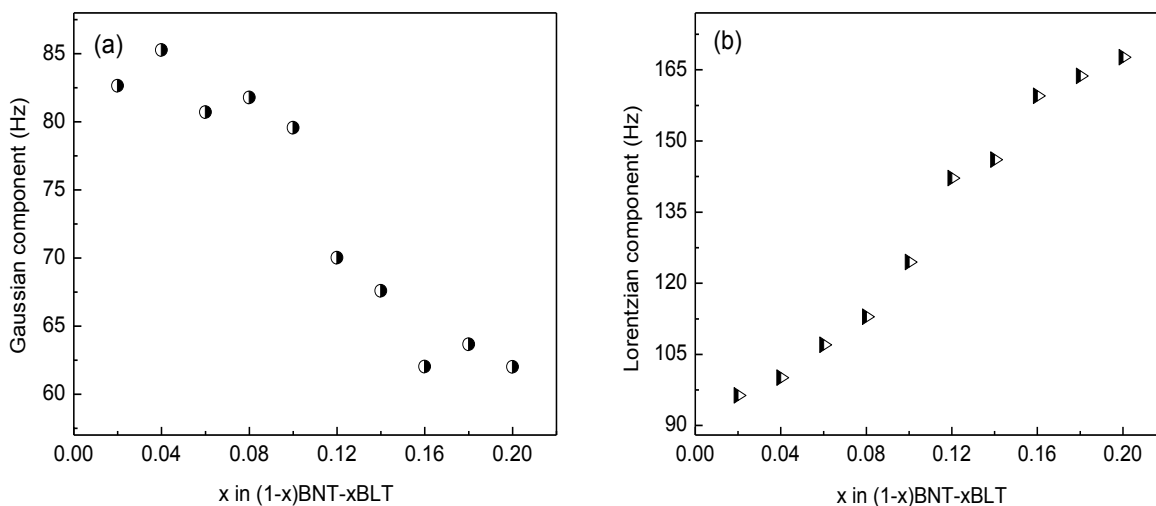 (a)
Gaussian component (Hz)
85
80
75
70
65
60
0.00 0.04 0.08 0.12 0.16 0.20
x in (1-x)BNT-xBLT
(b)
Lorentzian component (Hz)
165
150
135
120
105
90
0.00 0.04 0.08 0.12 0.16 0.20
x in (1-x)BNT-xBLT